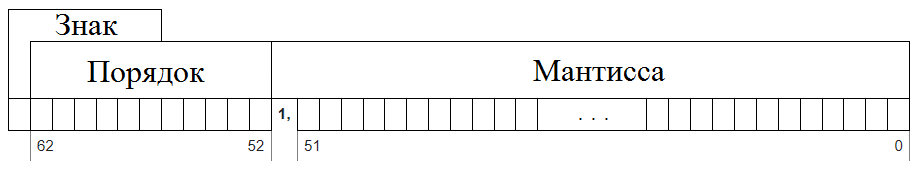 Знак
Порядок Мантисса
1, . . .
62 52 51 0